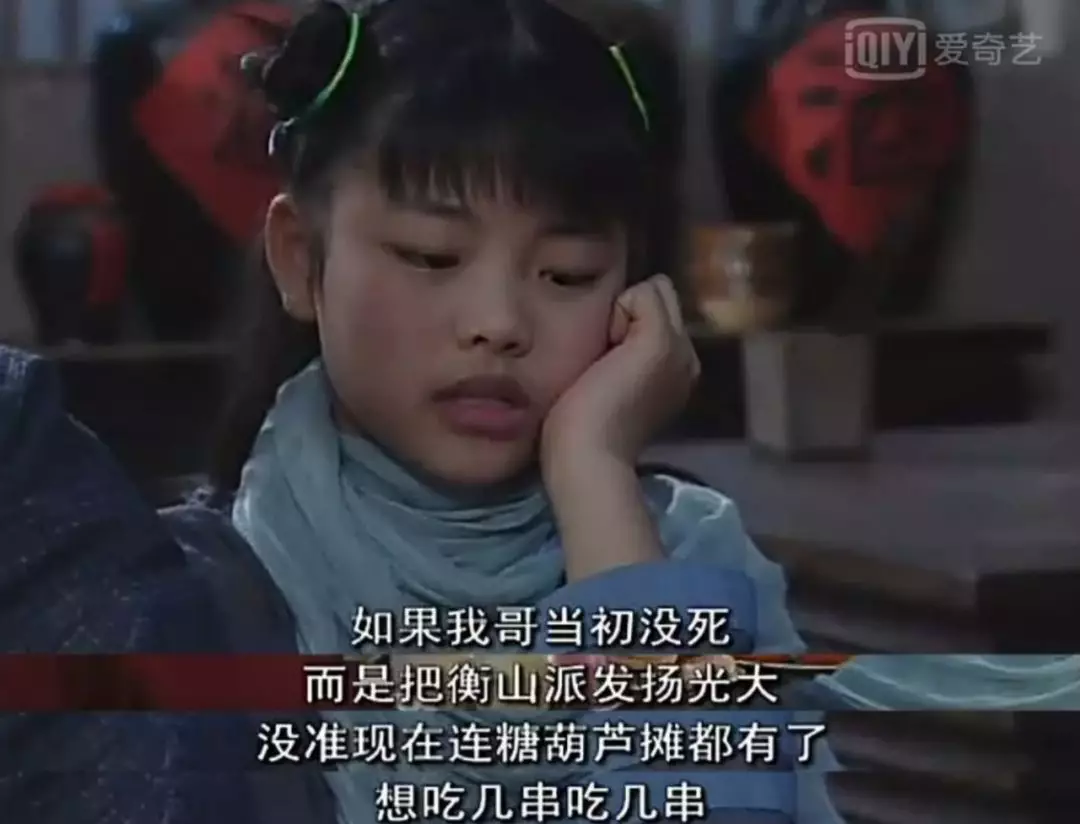 iQIYI 爱奇艺
如果我哥当初没死
而是把衡山派发扬光大
没准现在连糖葫芦摊都有了
想吃几串吃几串